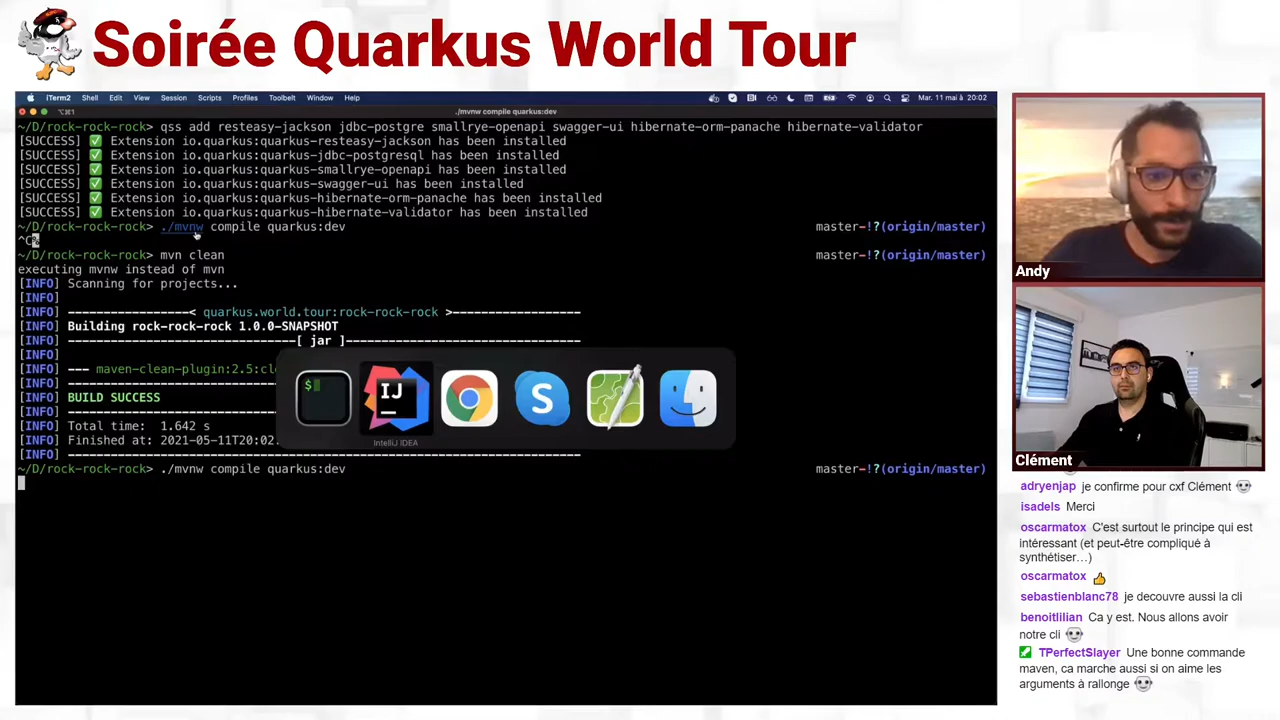 Soirée Quarkus World Tour
iTerm2 Shell Edit View Session Scripts Profiles Toolbelt Window Help
Mar. 11 mai à 20:02
⌥⌘1
./mvnw compile quarkus:dev
~/D/rock-rock-rock> qss add resteasy-jackson jdbc-postgre smallrye-openapi swagger-ui hibernate-orm-panache hibernate-validator
[SUCCESS] ✅ Extension io.quarkus:quarkus-resteasy-jackson has been installed
[SUCCESS] ✅ Extension io.quarkus:quarkus-jdbc-postgresql has been installed
[SUCCESS] ✅ Extension io.quarkus:quarkus-smallrye-openapi has been installed
[SUCCESS] ✅ Extension io.quarkus:quarkus-swagger-ui has been installed
[SUCCESS] ✅ Extension io.quarkus:quarkus-hibernate-orm-panache has been installed
[SUCCESS] ✅ Extension io.quarkus:quarkus-hibernate-validator has been installed
~/D/rock-rock-rock> ./mvnw compile quarkus:dev master-!?(origin/master)
^C%
~/D/rock-rock-rock> mvn clean master-!?(origin/master)
executing mvnw instead of mvn
[INFO] Scanning for projects...
[INFO]
[INFO] -----------------< quarkus.world.tour:rock-rock-rock >------------------
[INFO] Building rock-rock-rock 1.0.0-SNAPSHOT
[INFO] --------------------------------[ jar ]---------------------------------
[INFO]
[INFO] --- maven-clean-plugin:2.5:cl
[INFO]
[INFO] BUILD SUCCESS
[INFO]
[INFO] Total time: 1.642 s
[INFO] Finished at: 2021-05-11T20:02
[INFO] ------------------------------------------------------------------------
~/D/rock-rock-rock> ./mvnw compile quarkus:dev master-!?(origin/master)
$
IJ
S
IntelliJ IDEA
Andy
Clément
adryenjap je confirme pour cxf Clément
isadels Merci
oscarmatox C'est surtout le principe qui est
intéressant (et peut-être compliqué à
synthétiser…)
oscarmatox 👍
sebastienblanc78 je decouvre aussi la cli
benoitlilian Ca y est. Nous allons avoir
notre cli
TPerfectSlayer Une bonne commande
maven, ca marche aussi si on aime les
arguments à rallonge